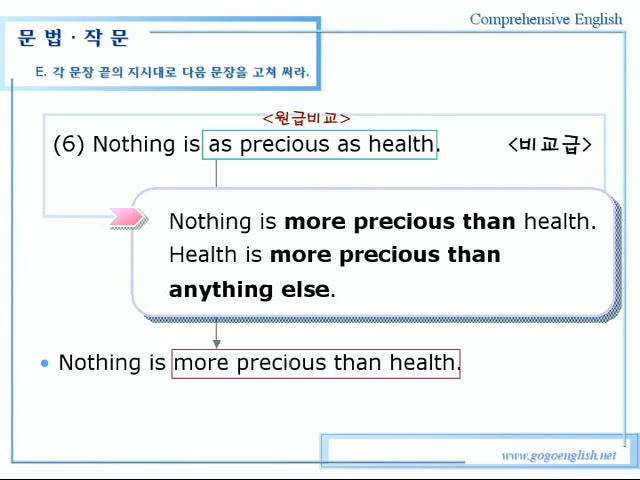 Comprehensive English
문 법 · 작 문
E. 각 문장 끝의 지시대로 다음 문장을 고쳐 써라.
<원급비교>
(6) Nothing is as precious as health. <비교급>
Nothing is more precious than health.
Health is more precious than
anything else.
• Nothing is more precious than health.
www.gogoenglish.net